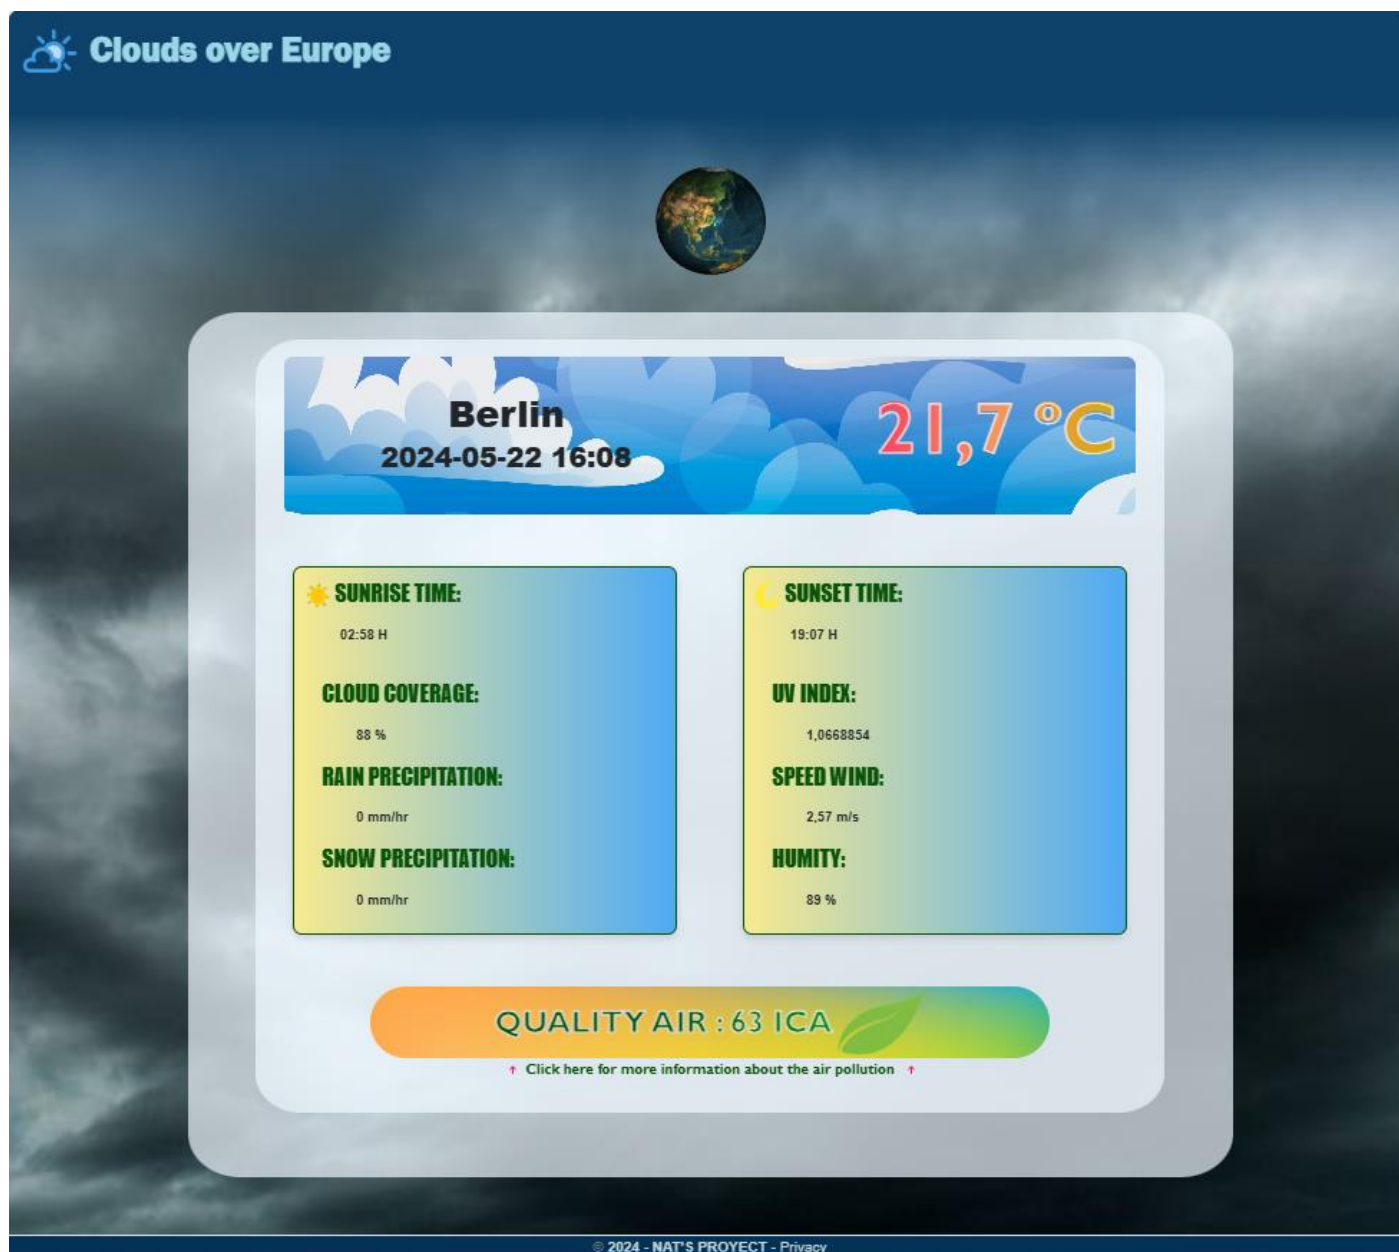 Clouds over Europe
Berlin
2024-05-22 16:08
21,7 °C
SUNRISE TIME:
02:58 H
CLOUD COVERAGE:
88 %
RAIN PRECIPITATION:
0 mm/hr
SNOW PRECIPITATION:
0 mm/hr
SUNSET TIME:
19:07 H
UV INDEX:
1,0668854
SPEED WIND:
2,57 m/s
HUMITY:
89 %
QUALITY AIR : 63 ICA
↑ Click here for more information about the air pollution ↑
© 2024 - NAT'S PROYECT - Privacy